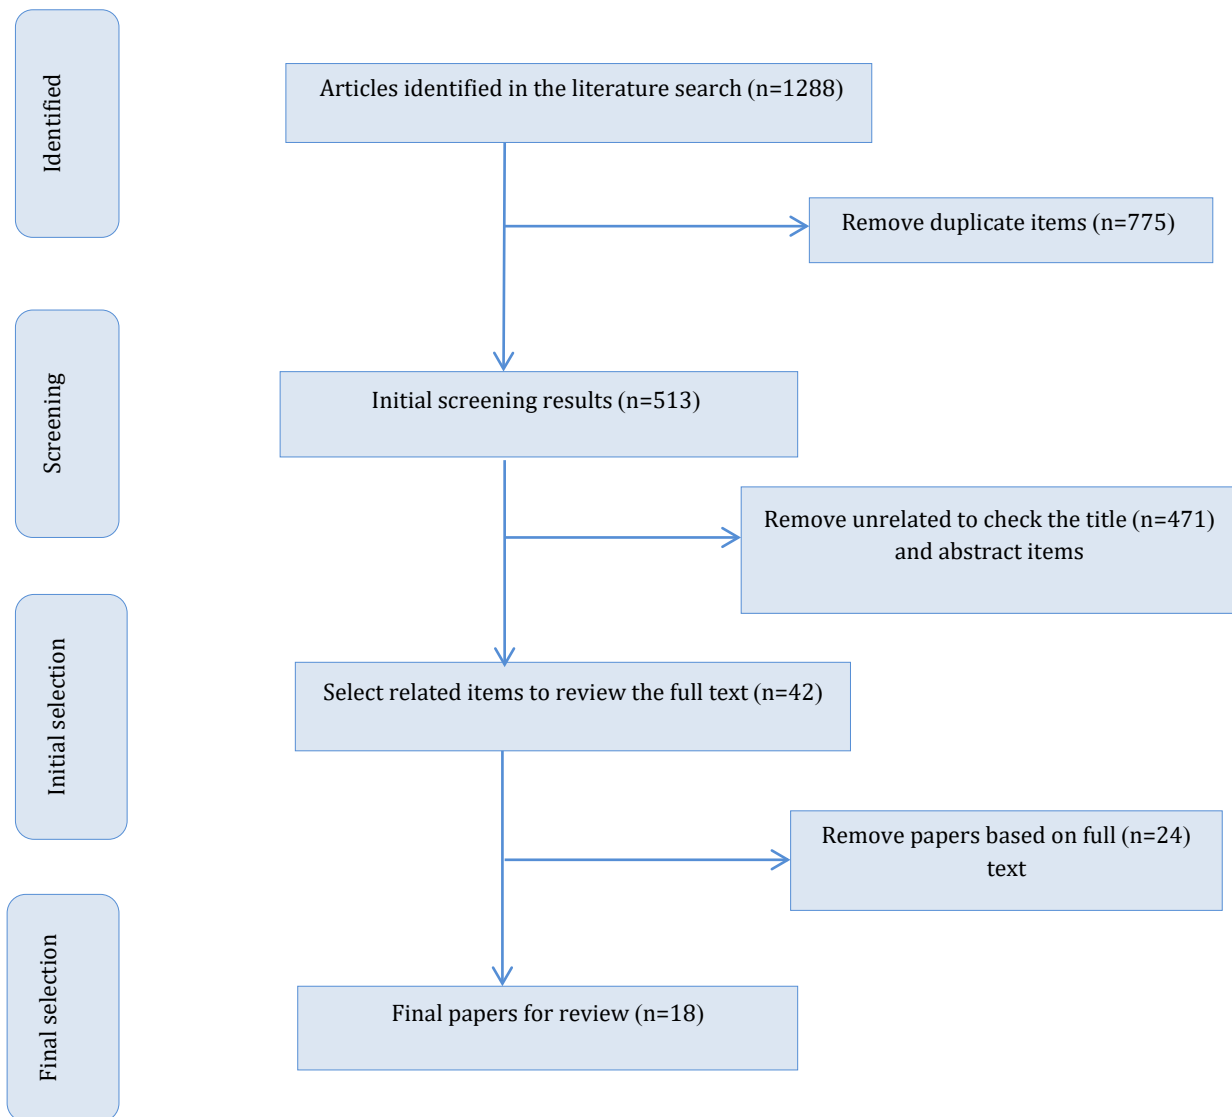 Identified
Articles identified in the literature search (n=1288)
Remove duplicate items (n=775)
Screening
Initial screening results (n=513)
Remove unrelated to check the title (n=471)
and abstract items
Initial selection
Select related items to review the full text (n=42)
Remove papers based on full (n=24)
text
Final selection
Final papers for review (n=18)